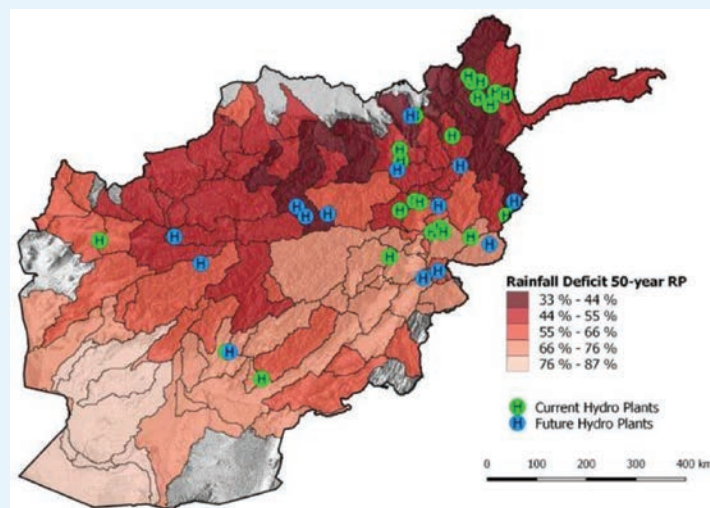 Rainfall Deficit 50-year RP
33 % - 44 %
44 % - 55 %
55 % - 66 %
66 % - 76 %
76 % - 87 %
H Current Hydro Plants
H Future Hydro Plants
0 100 200 300 400 km